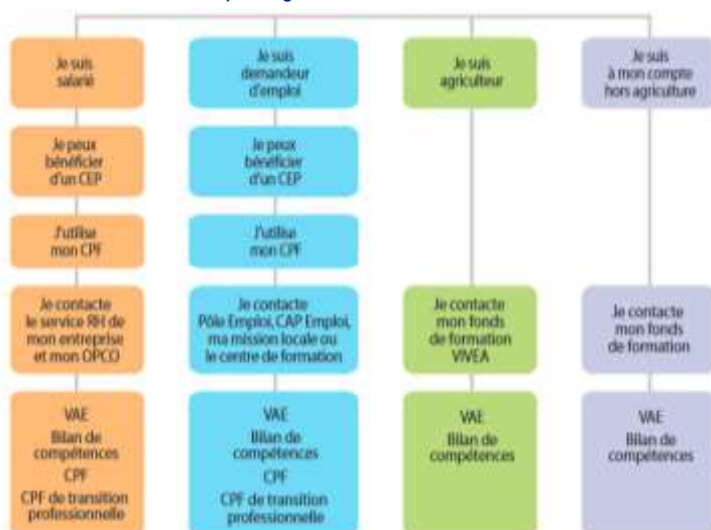 Je suis
salarié
Je peux
bénéficier
d'un CEP
J'utilise
mon CPF
Je contacte
le service RH de
mon entreprise
et mon OPCO
VAE
Bilan de
compétences
CPF
CPF de transition
professionnelle
Je suis
demandeur
d'emploi
Je peux
bénéficier
d'un CEP
J'utilise
mon CPF
Je contacte
Pôle Emploi, CAP Emploi,
ma mission locale ou
le centre de formation
VAE
Bilan de
compétences
CPF
CPF de transition
professionnelle
Je suis
agriculteur
Je contacte
mon fonds
de formation
VIVEA
VAE
Bilan de
compétences
Je suis
à mon compte
hors agriculture
Je contacte
mon fonds
de formation
VAE
Bilan de
compétences